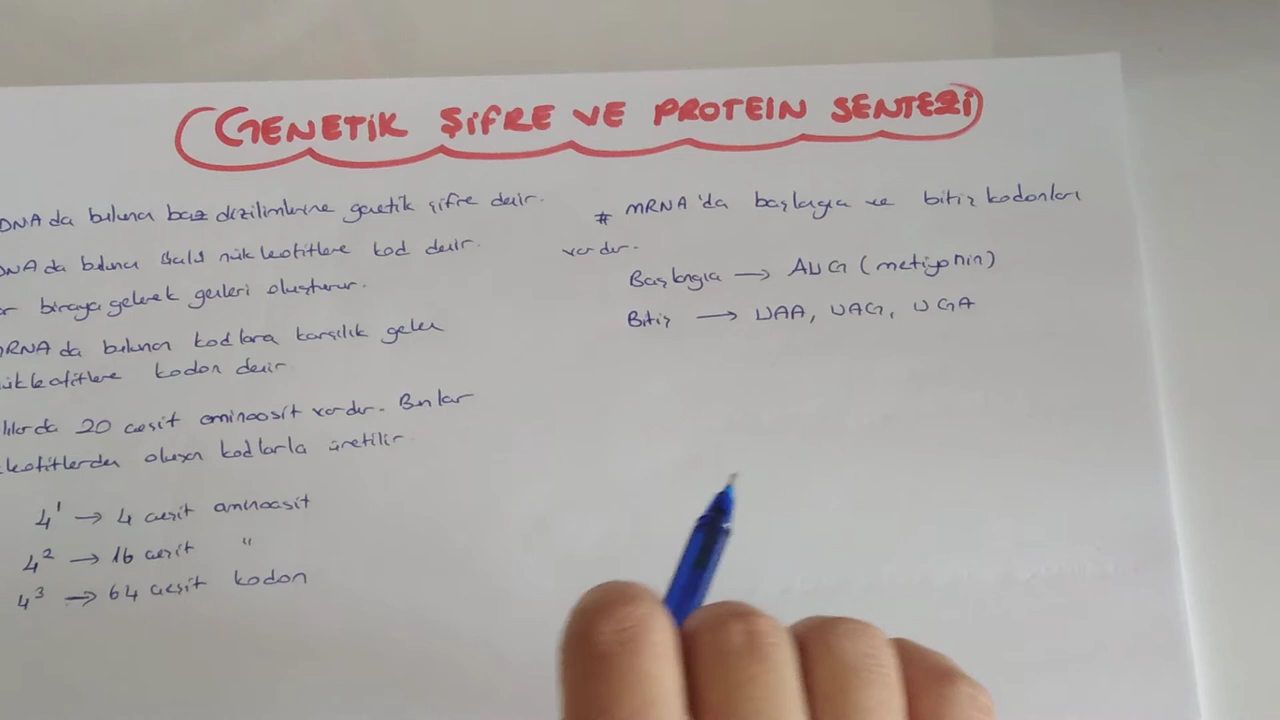 GENETİK ŞİFRE VE PROTEIN SENTEZİ
DNA da bulunan baz dizilimlerine genetik şifre denir.
DNA da bulunan üçlü nükleotitlere kod denir.
biraraya gelerek genleri oluşturur.
mRNA da bulunan kodlara karşılık gelen
nükleotitlere kodon denir
20 çeşit aminoasit vardır. Bunlar
oluşan kodlarla üretilir
4¹ → 4 çeşit aminoasit
4² → 16 çeşit "
4³ → 64 çeşit kodon
# mRNA'da başlangıç ve bitiş kodonları
vardır.
Başlangıç → AUG (metiyonin)
Bitiş → UAA, UAG, UGA